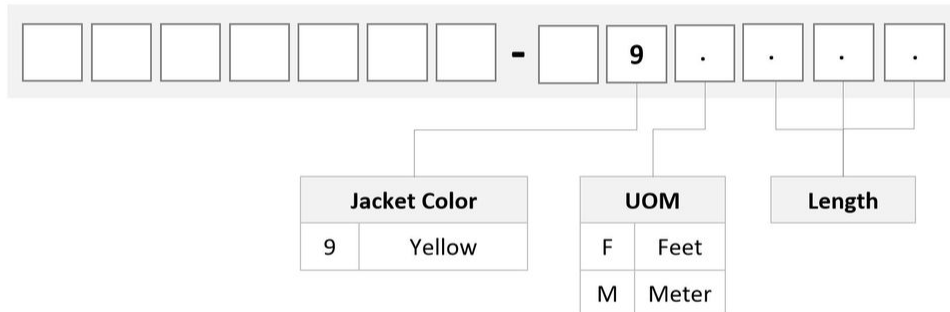 - 9 . . . .
Jacket Color UOM Length
9 Yellow F Feet
M Meter